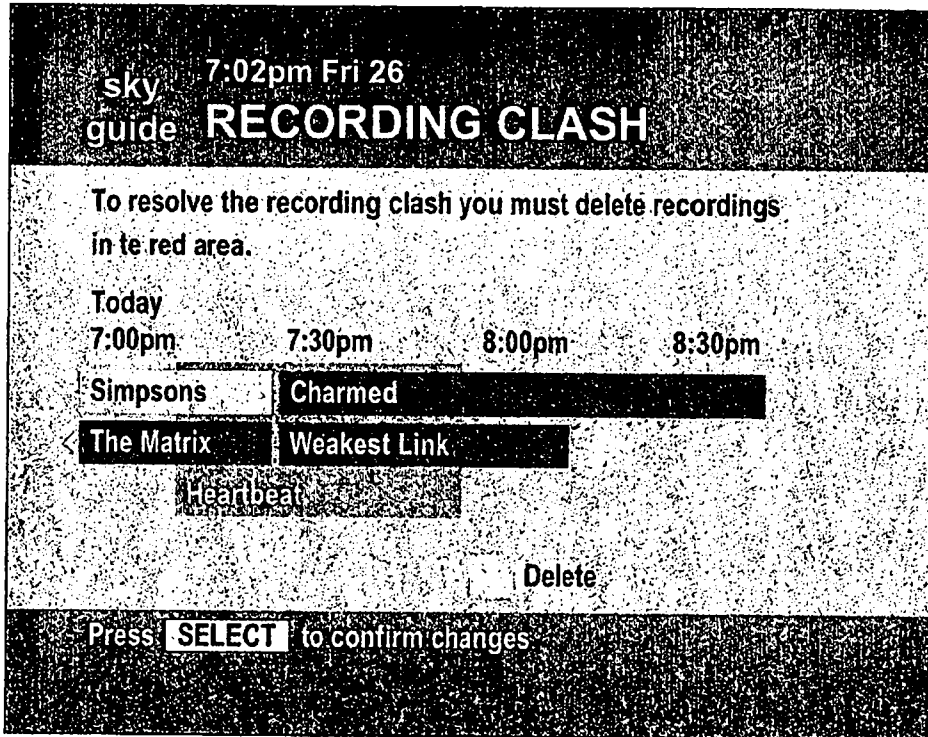 7:02pm Fri 26
sky
guide RECORDING CLASH
To resolve the recording clash you must delete recordings
in te red area.
Today
7:00pm 7:30pm 8:00pm 8:30pm
Simpsons Charmed
The Matrix Weakest Link
Heartbeat
Delete
Press SELECT to confirm changes